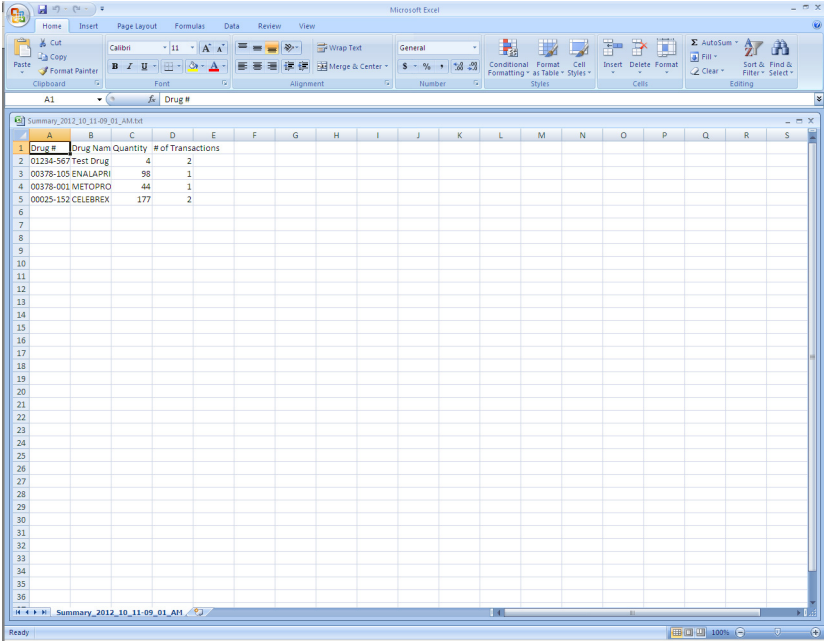 Microsoft Excel
Home Insert Page Layout Formulas Data Review View
Paste
Cut
Copy
Format Painter
Clipboard
Calibri 11 A A
B I U A
Font
Wrap Text
Merge & Center
Alignment
General
$ % , .0 .00 .00 .0
Number
Conditional Formatting
Format as Table
Cell Styles
Styles
Insert Delete Format
Cells
Σ AutoSum
Fill
Clear
Sort & Filter
Find & Select
Editing
A1 fx Drug #
Summary_2012_10_11-09_01_AM.txt
A B C D E F G H I J K L M N O P Q R S
1 Drug # Drug Nam Quantity # of Transactions
2 01234-567 Test Drug 4 2
3 00378-105 ENALAPRI 98 1
4 00378-001 METOPRO 44 1
5 00025-152 CELEBREX 177 2
6
7
8
9
10
11
12
13
14
15
16
17
18
19
20
21
22
23
24
25
26
27
28
29
30
31
32
33
34
35
36
Summary_2012_10_11-09_01_AM
Ready 100%